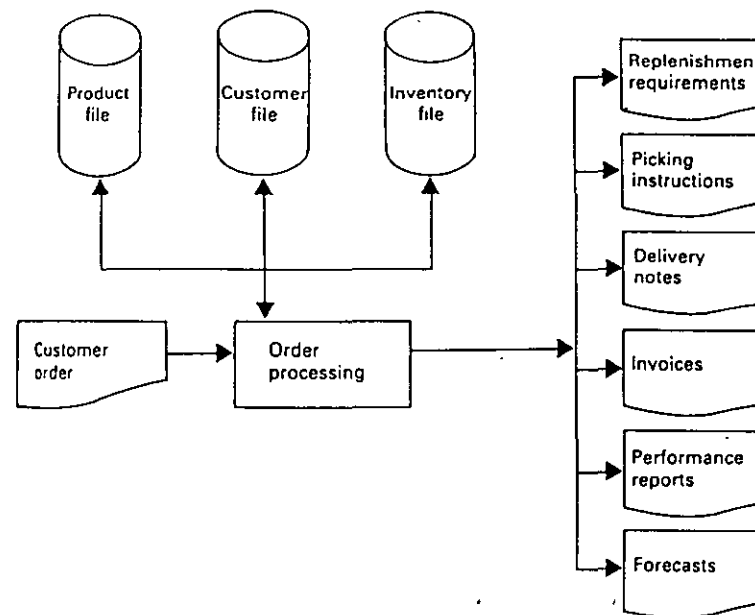 Product
file
Customer
file
Inventory
file
Customer
order
Order
processing
Replenishmen
requirements
Picking
instructions
Delivery
notes
Invoices
Performance
reports
Forecasts